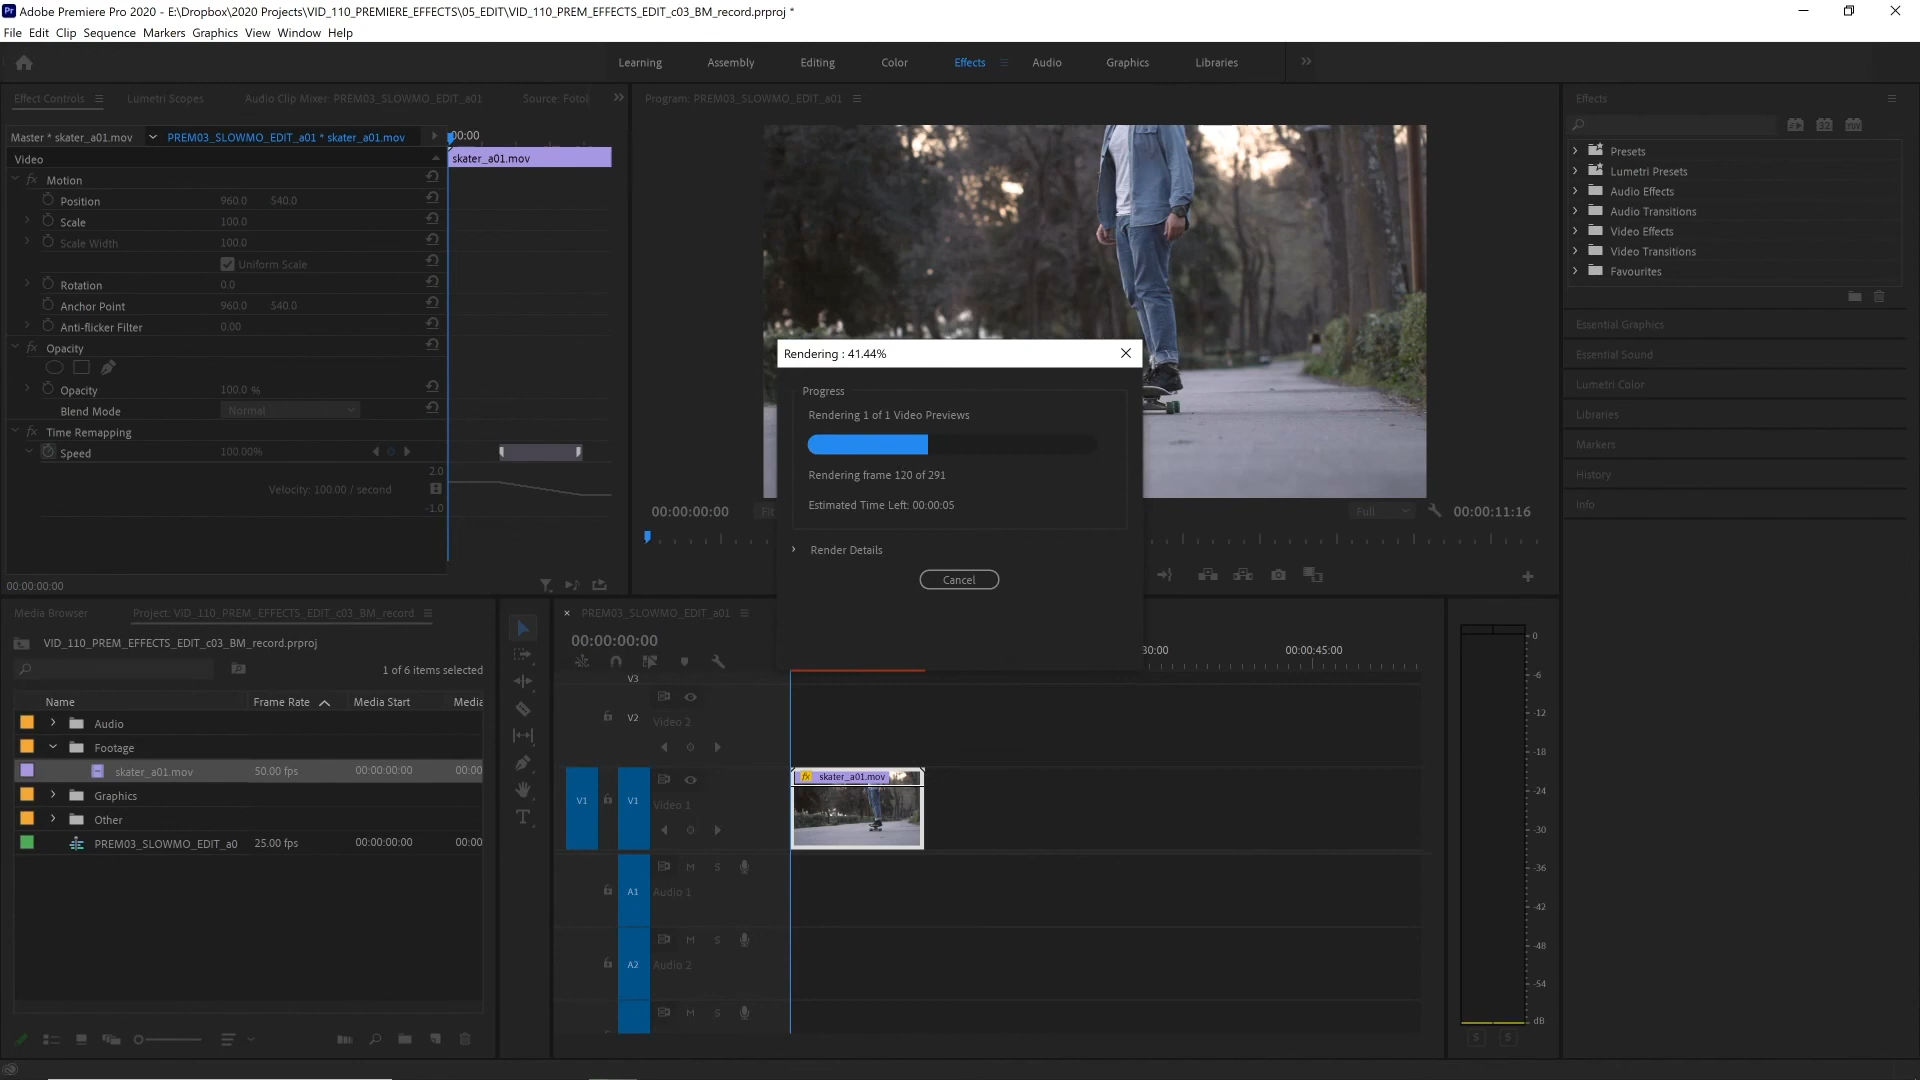 Adobe Premiere Pro 2020 - E:\Dropbox\2020 Projects\VID_110_PREMIERE_EFFECTS\05_EDIT\VID_110_PREM_EFFECTS_EDIT_c03_BM_record.prproj *
File Edit Clip Sequence Markers Graphics View Window Help
Learning Assembly Editing Color Effects Audio Graphics Libraries
Effect Controls Lumetri Scopes Audio Clip Mixer: PREM03_SLOWMO_EDIT_a01 Source: Fotol
Master * skater_a01.mov PREM03_SLOWMO_EDIT_a01 * skater_a01.mov 00:00
Video skater_a01.mov
fx Motion
Position 960.0 540.0
Scale 100.0
Scale Width 100.0
Uniform Scale
Rotation 0.0
Anchor Point 960.0 540.0
Anti-flicker Filter 0.00
fx Opacity
Opacity 100.0 %
Blend Mode Normal
fx Time Remapping
Speed 100.00%
2.0
Velocity: 100.00 / second
-1.0
00:00:00:00
Program: PREM03_SLOWMO_EDIT_a01
00:00:00:00 Fi Full 00:00:11:16
Rendering : 41.44%
Progress
Rendering 1 of 1 Video Previews
Rendering frame 120 of 291
Estimated Time Left: 00:00:05
Render Details
Cancel
Effects
32
Presets
Lumetri Presets
Audio Effects
Audio Transitions
Video Effects
Video Transitions
Favourites
Essential Graphics
Essential Sound
Lumetri Color
Libraries
Markers
History
Info
Media Browser Project: VID_110_PREM_EFFECTS_EDIT_c03_BM_record
VID_110_PREM_EFFECTS_EDIT_c03_BM_record.prproj
1 of 6 items selected
Name Frame Rate Media Start Media
Audio
Footage
skater_a01.mov 50.00 fps 00:00:00:00 00:00
Graphics
Other
PREM03_SLOWMO_EDIT_a0 25.00 fps 00:00:00:00 00:00
PREM03_SLOWMO_EDIT_a01
00:00:00:00
30:00 00:00:45:00
V3
V2 Video 2
V1 V1 Video 1
fx skater_a01.mov
M S
A1 Audio 1
M S
A2 Audio 2
M S
0
-6
-12
-18
-24
-30
-36
-42
-48
-54
dB
S S